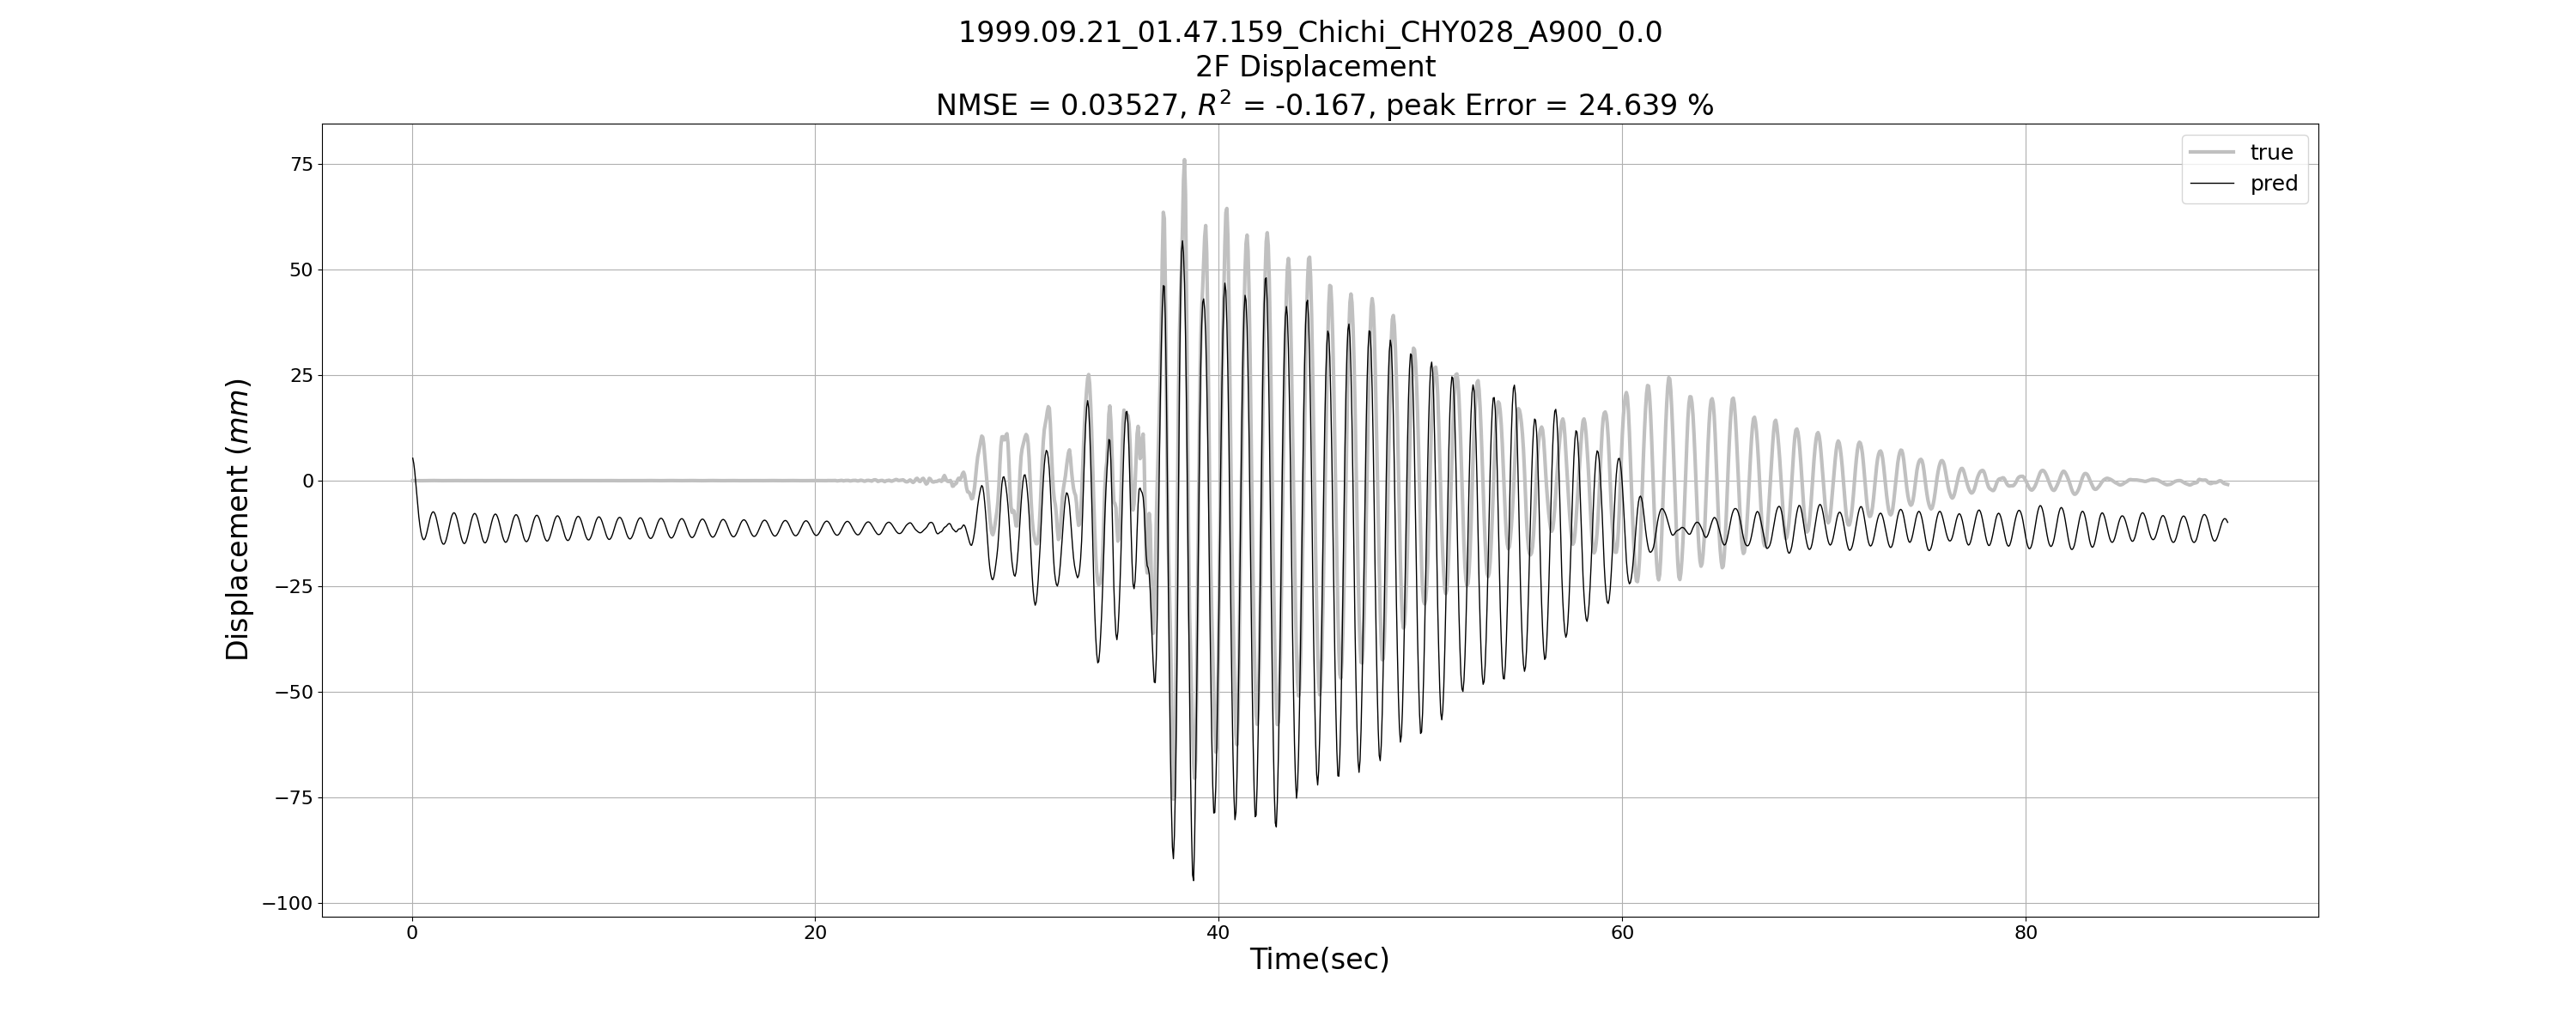 1999.09.21_01.47.159_Chichi_CHY028_A900_0.0
2F Displacement
NMSE = 0.03527, R² = -0.167, peak Error = 24.639 %
true
pred
Displacement (mm)
75
50
25
0
−25
−50
−75
−100
0 20 40 60 80
Time(sec)